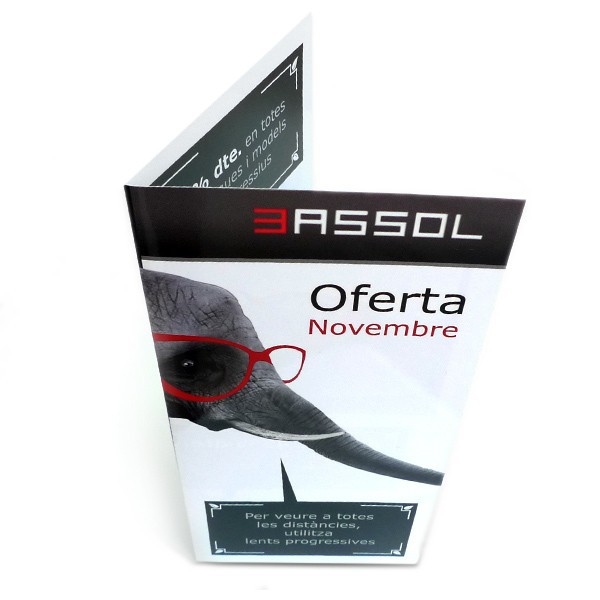 % dte. en totes
i models
3ASSOL
Oferta
Novembre
Per veure a totes
les distàncies,
utilitza
lents progressives